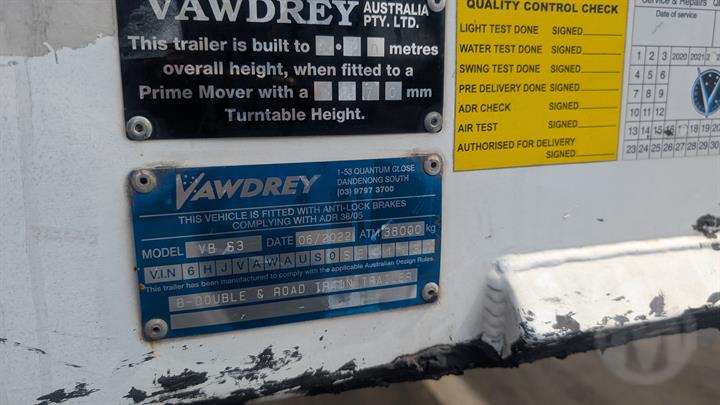 VAWDREY AUSTRALIA PTY. LTD.
This trailer is built to metres
overall height, when fitted to a
Prime Mover with a mm
Turntable Height.
QUALITY CONTROL CHECK
LIGHT TEST DONE SIGNED
WATER TEST DONE SIGNED
SWING TEST DONE SIGNED
PRE DELIVERY DONE SIGNED
ADR CHECK SIGNED
AIR TEST SIGNED
AUTHORISED FOR DELIVERY
SIGNED
Service & Repairs
Date of service
1 2 3 2020 2021
4 5 6
7 8 9
10 11 12
13 14 15 16 17 18 19 20
23 24 25 26 27 28 29 30
VAWDREY
1-53 QUANTUM CLOSE
DANDENONG SOUTH
(03) 9797 3700
THIS VEHICLE IS FITTED WITH ANTI-LOCK BRAKES
COMPLYING WITH ADR 38/05
MODEL VB S3 DATE 06/2022 ATM 38000 kg
V.I.N 6HJVAWAUS0
This trailer has been manufactured to comply with the applicable Australian Design Rules.
B-DOUBLE & ROAD TRAIN TRAILER